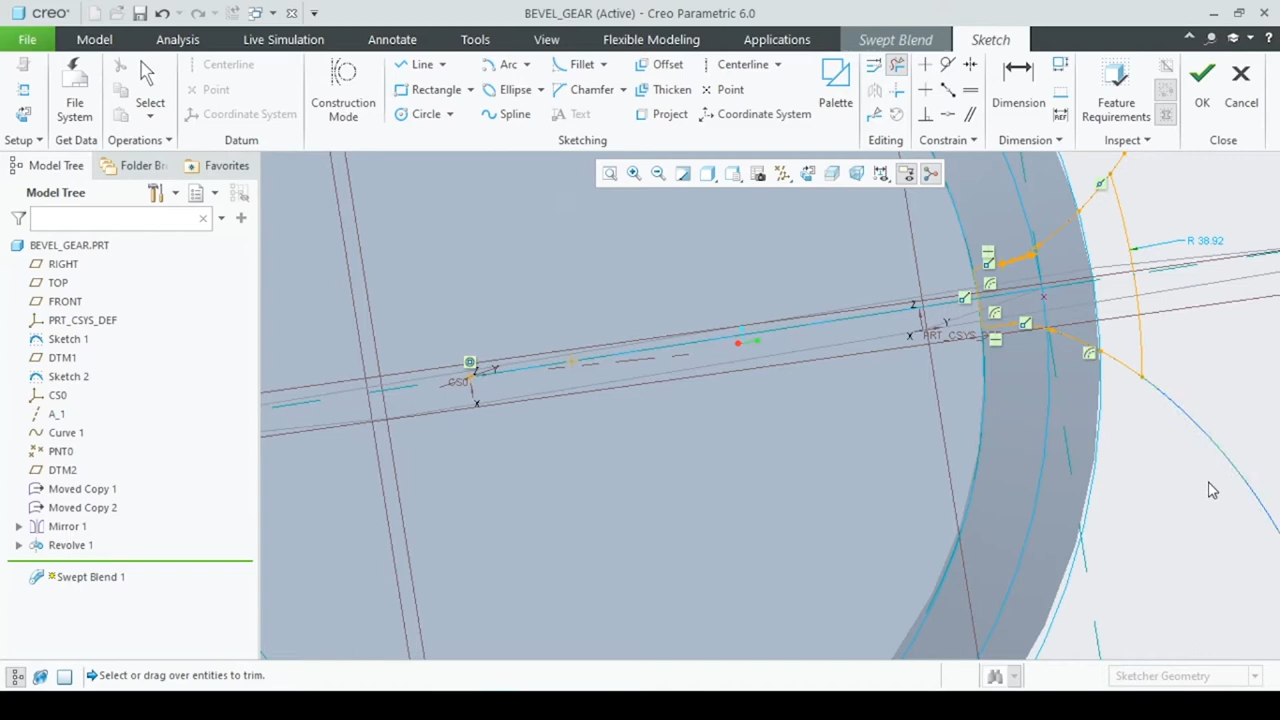 creo
BEVEL_GEAR (Active) - Creo Parametric 6.0
File Model Analysis Live Simulation Annotate Tools View Flexible Modeling Applications Swept Blend Sketch
File System
Select
Centerline
Point
Coordinate System
Construction Mode
Line Arc Fillet Offset Centerline
Rectangle Ellipse Chamfer Thicken Point
Circle Spline Text Project Coordinate System
Palette
Dimension
REF
Feature Requirements
OK
Cancel
Setup Get Data Operations Datum Sketching Editing Constrain Dimension Inspect Close
Model Tree Folder Br Favorites
Model Tree
BEVEL_GEAR.PRT
RIGHT
TOP
FRONT
PRT_CSYS_DEF
Sketch 1
DTM1
Sketch 2
CS0
A_1
Curve 1
PNT0
DTM2
Moved Copy 1
Moved Copy 2
Mirror 1
Revolve 1
Swept Blend 1
R 38.92
Z
Y
X
PRT_CSYS_
Z
Y
CS0
X
Select or drag over entities to trim.
Sketcher Geometry